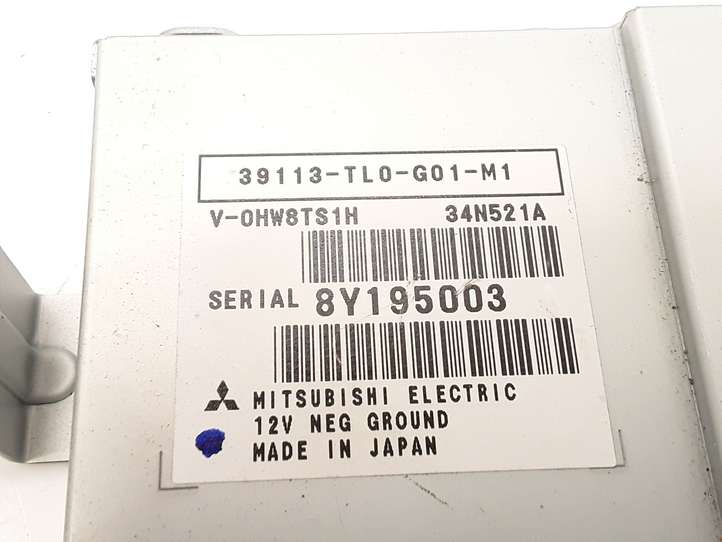 39113-TL0-G01-M1
V-0HW8TS1H 34N521A
SERIAL 8Y195003
MITSUBISHI ELECTRIC
12V NEG GROUND
MADE IN JAPAN